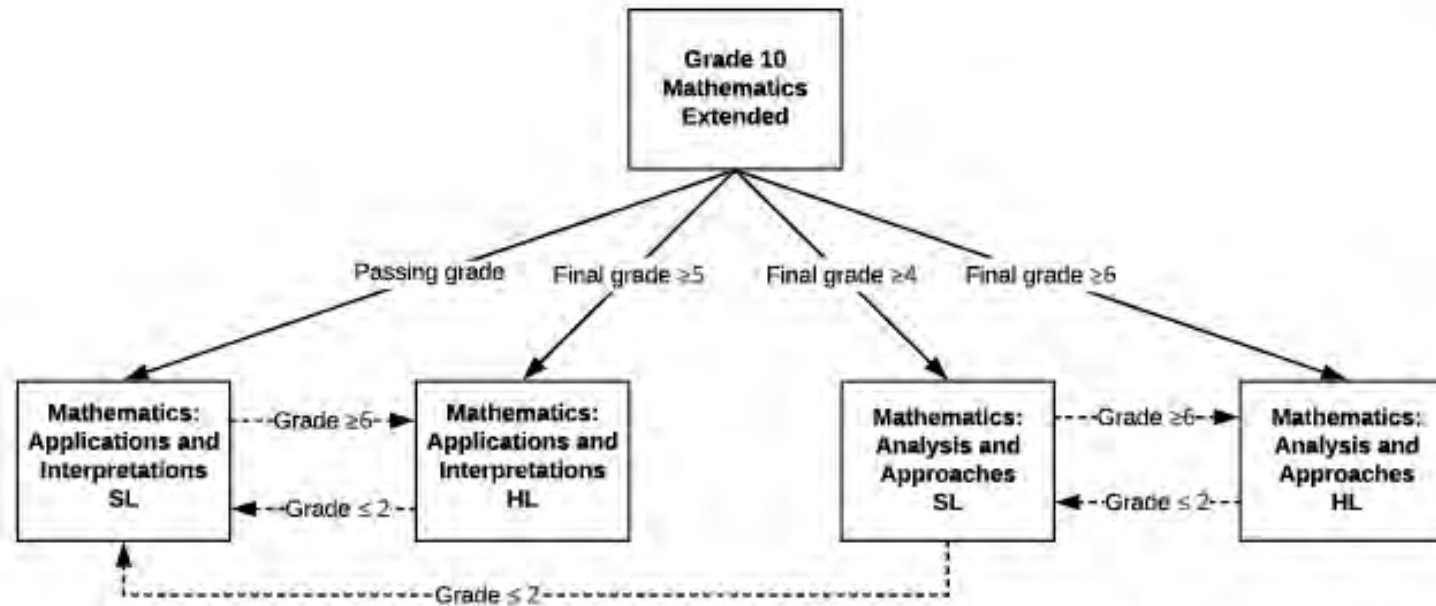 Grade 10
Mathematics
Extended
Passing grade
Final grade ≥5
Final grade ≥4
Final grade ≥6
Mathematics:
Applications and
Interpretations
SL
Grade ≥6
Grade ≤ 2
Mathematics:
Applications and
Interpretations
HL
Mathematics:
Analysis and
Approaches
SL
Grade ≥6
Grade ≤ 2
Mathematics:
Analysis and
Approaches
HL
Grade ≤ 2